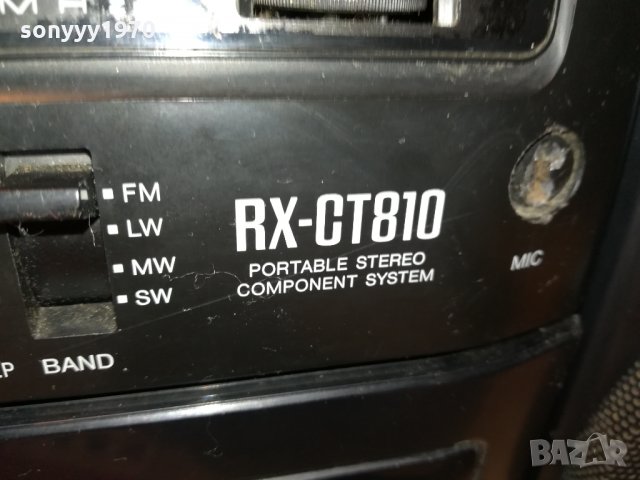 sonyyy1970
FM
LW
MW
SW
BAND
RX-CT810
PORTABLE STEREO
COMPONENT SYSTEM
MIC
BAZAR